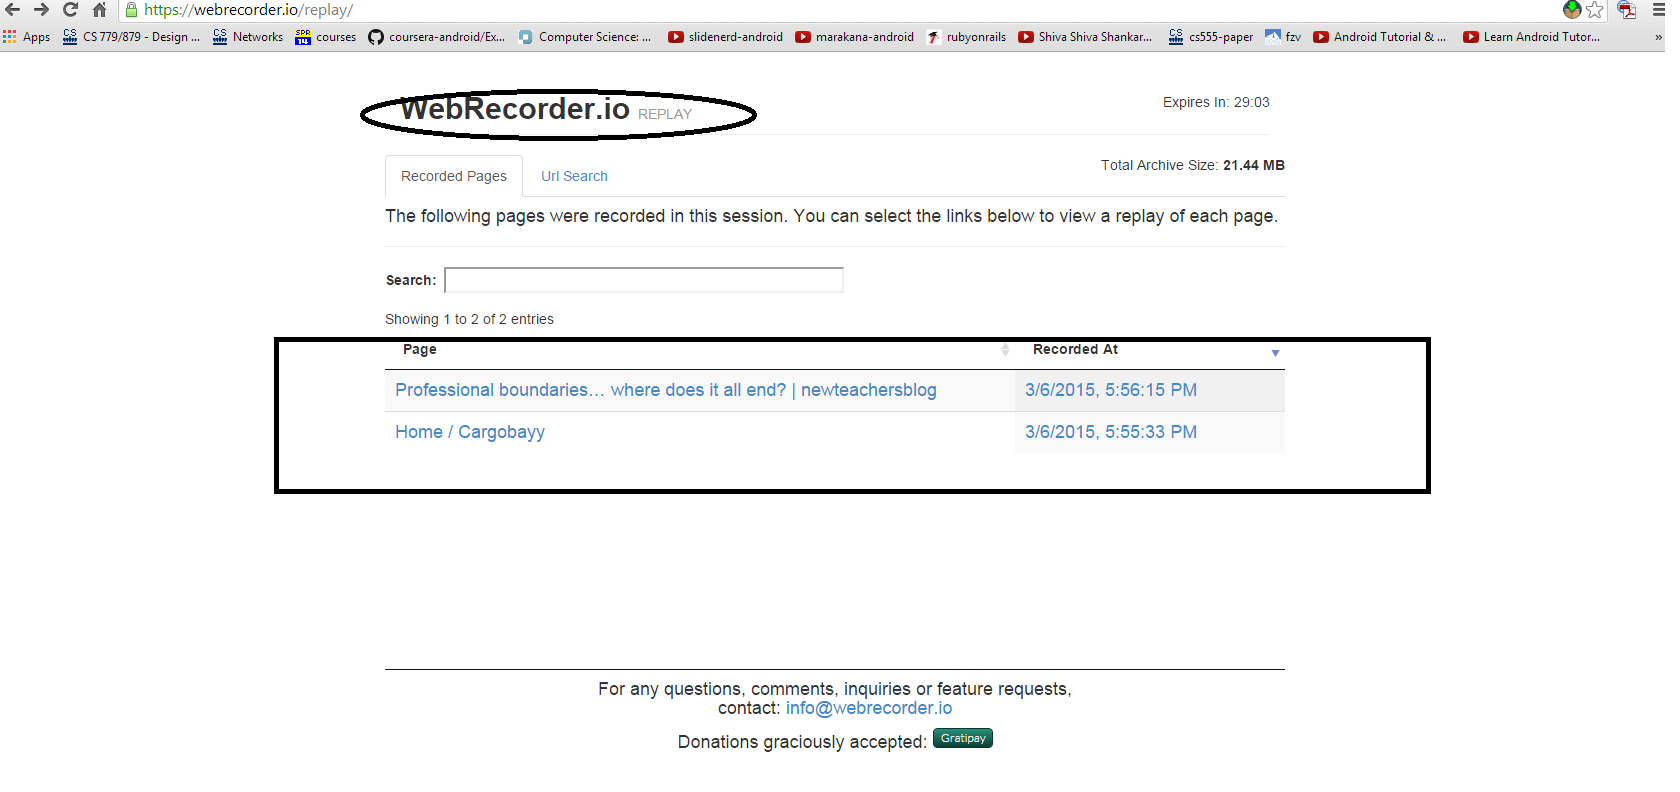 https://webrecorder.io/replay/
Apps CS 779/879 - Design ... Networks courses coursera-android/Ex... Computer Science: ... slidenerd-android marakana-android rubyonrails Shiva Shiva Shankar... cs555-paper fzv Android Tutorial & ... Learn Android Tutor... »
WebRecorder.io REPLAY
Expires In: 29:03
Recorded Pages Url Search
Total Archive Size: 21.44 MB
The following pages were recorded in this session. You can select the links below to view a replay of each page.
Search:
Showing 1 to 2 of 2 entries
Page Recorded At
Professional boundaries... where does it all end? | newteachersblog 3/6/2015, 5:56:15 PM
Home / Cargobayy 3/6/2015, 5:55:33 PM
For any questions, comments, inquiries or feature requests,
contact: info@webrecorder.io
Donations graciously accepted: Gratipay